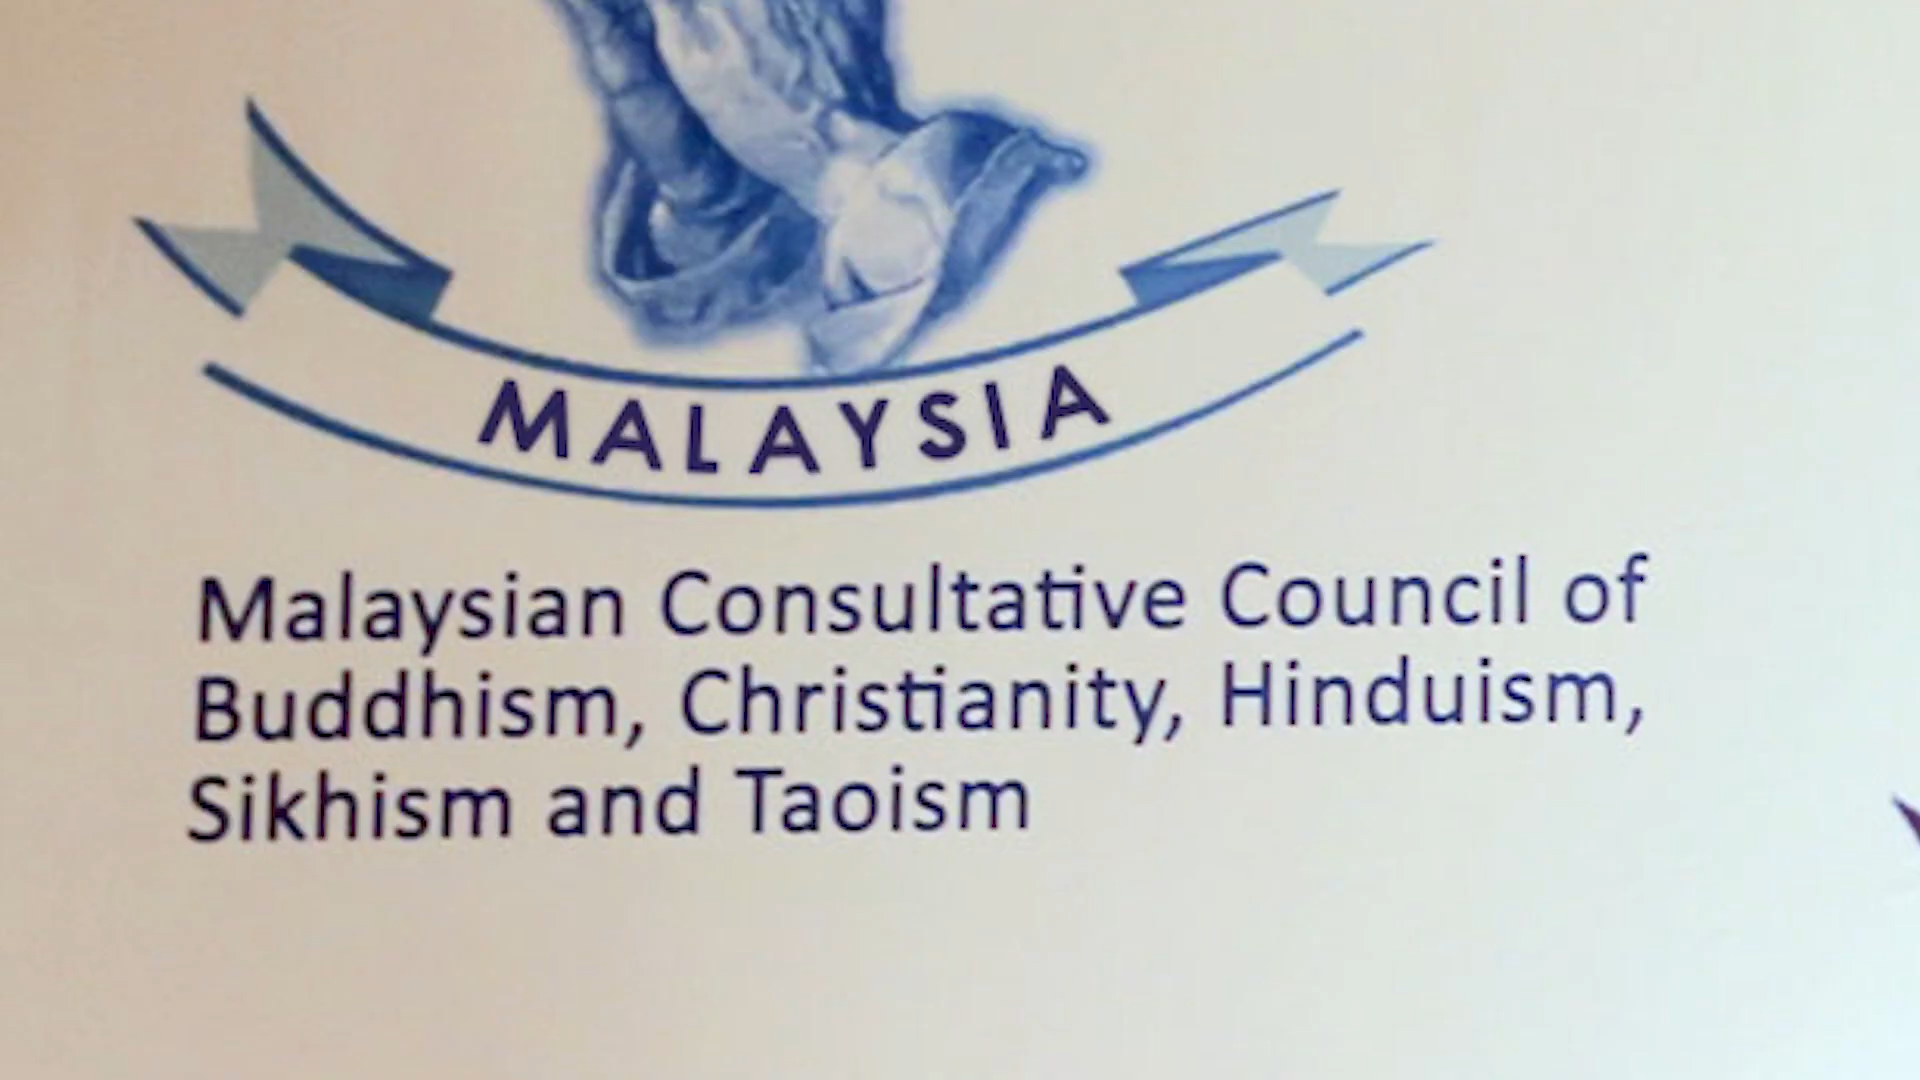 MALAYSIA
Malaysian Consultative Council of
Buddhism, Christianity, Hinduism,
Sikhism and Taoism